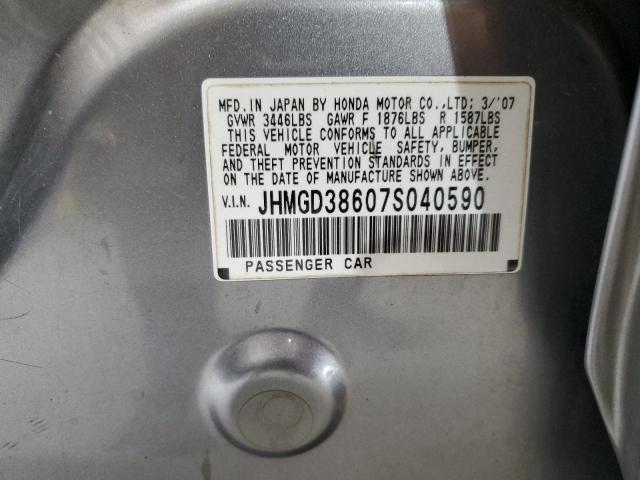 MFD. IN JAPAN BY HONDA MOTOR CO., LTD; 3/'07
GVWR 3446LBS GAWR F 1876LBS R 1587LBS
THIS VEHICLE CONFORMS TO ALL APPLICABLE
FEDERAL MOTOR VEHICLE SAFETY, BUMPER,
AND THEFT PREVENTION STANDARDS IN EFFECT
ON THE DATE OF MANUFACTURE SHOWN ABOVE.
V.I.N. JHMGD38607S040590
PASSENGER CAR